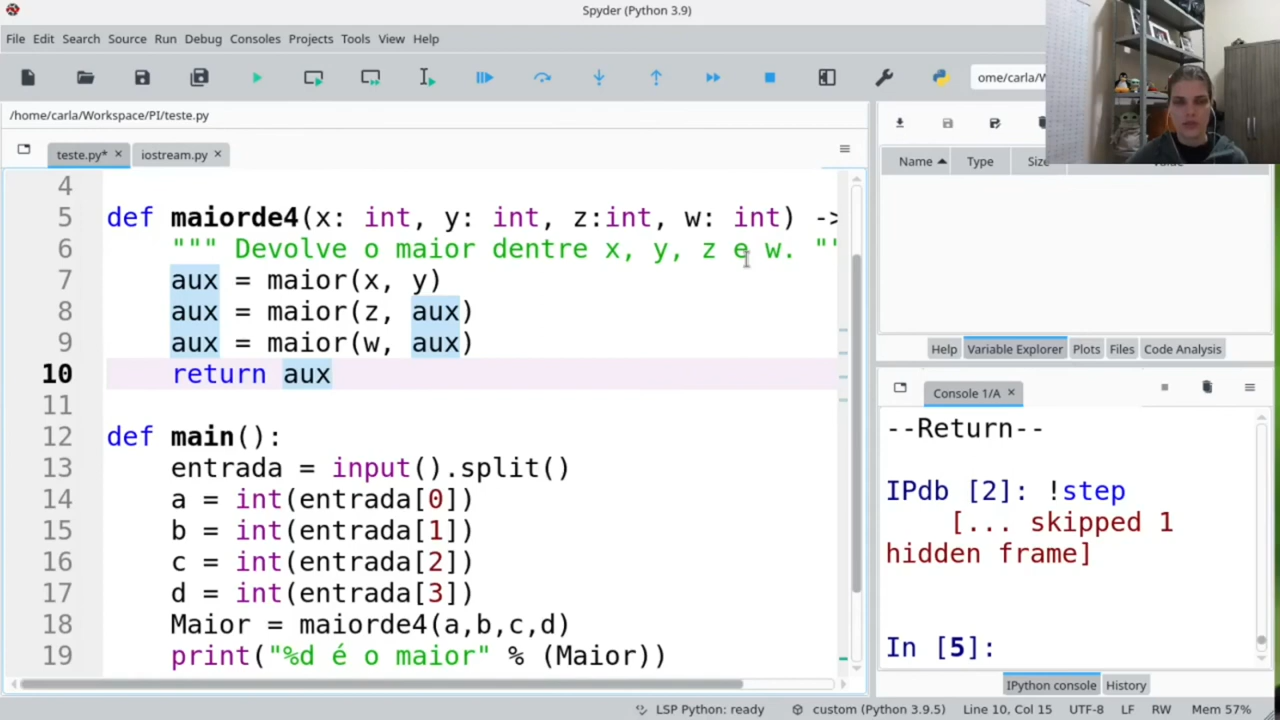 Spyder (Python 3.9)
File Edit Search Source Run Debug Consoles Projects Tools View Help
ome/carla/W
/home/carla/Workspace/PI/teste.py
teste.py*
iostream.py
4
5 def maiorde4(x: int, y: int, z:int, w: int) ->
6 """ Devolve o maior dentre x, y, z e w. ""
7 aux = maior(x, y)
8 aux = maior(z, aux)
9 aux = maior(w, aux)
10 return aux
11
12 def main():
13 entrada = input().split()
14 a = int(entrada[0])
15 b = int(entrada[1])
16 c = int(entrada[2])
17 d = int(entrada[3])
18 Maior = maiorde4(a,b,c,d)
19 print("%d é o maior" % (Maior))
Name Type Size
Help Variable Explorer Plots Files Code Analysis
Console 1/A
--Return--
IPdb [2]: !step
[... skipped 1
hidden frame]
In [5]:
IPython console History
LSP Python: ready custom (Python 3.9.5) Line 10, Col 15 UTF-8 LF RW Mem 57%